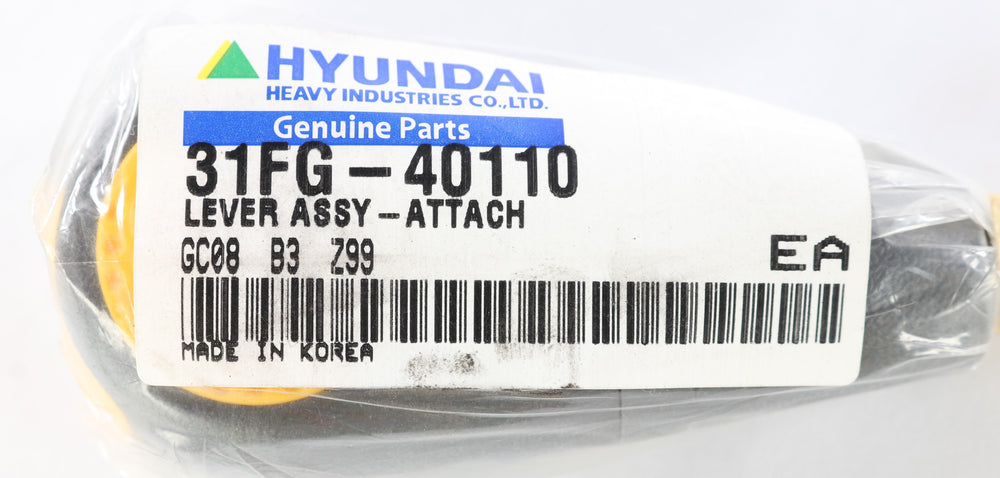 HYUNDAI
HEAVY INDUSTRIES CO.,LTD.
Genuine Parts
31FG-40110
LEVER ASSY-ATTACH
GC08 B3 Z99
EA
MADE IN KOREA